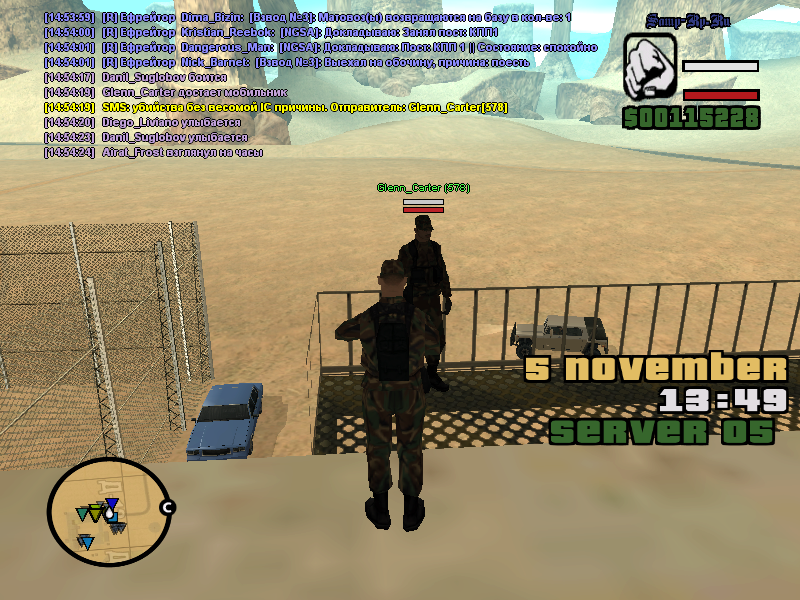 [13:53:59] [R] Ефрейтор Dima_Bizin: [Взвод №3]: Матовоз(ы) возвращаются на базу в кол-ве: 1
[14:54:00] [R] Ефрейтор Kristian_Reebok: [NGSA]: Докладываю: Занял пост: КПП1
[14:54:01] [R] Ефрейтор Dangerous_Man: [NGSA]: Докладываю: Пост: КПП 1 || Состояние: спокойно
[14:54:01] [R] Ефрейтор Nick_Barnet: [Взвод №3]: Выехал на обочину, причина: поесть
[14:54:17] Danil_Suglobov боится
[14:54:19] Glenn_Carter достает мобильник
[14:54:19] SMS: убийства без весомой IC причины. Отправитель: Glenn_Carter[578]
[14:54:20] Diego_Liviano улыбается
[14:54:23] Danil_Suglobov улыбается
[14:54:24] Airat_Frost взглянул на часы
Samp-Rp.Ru
$00115228
Glenn_Carter (578)
5 november
13:49
server 05
C